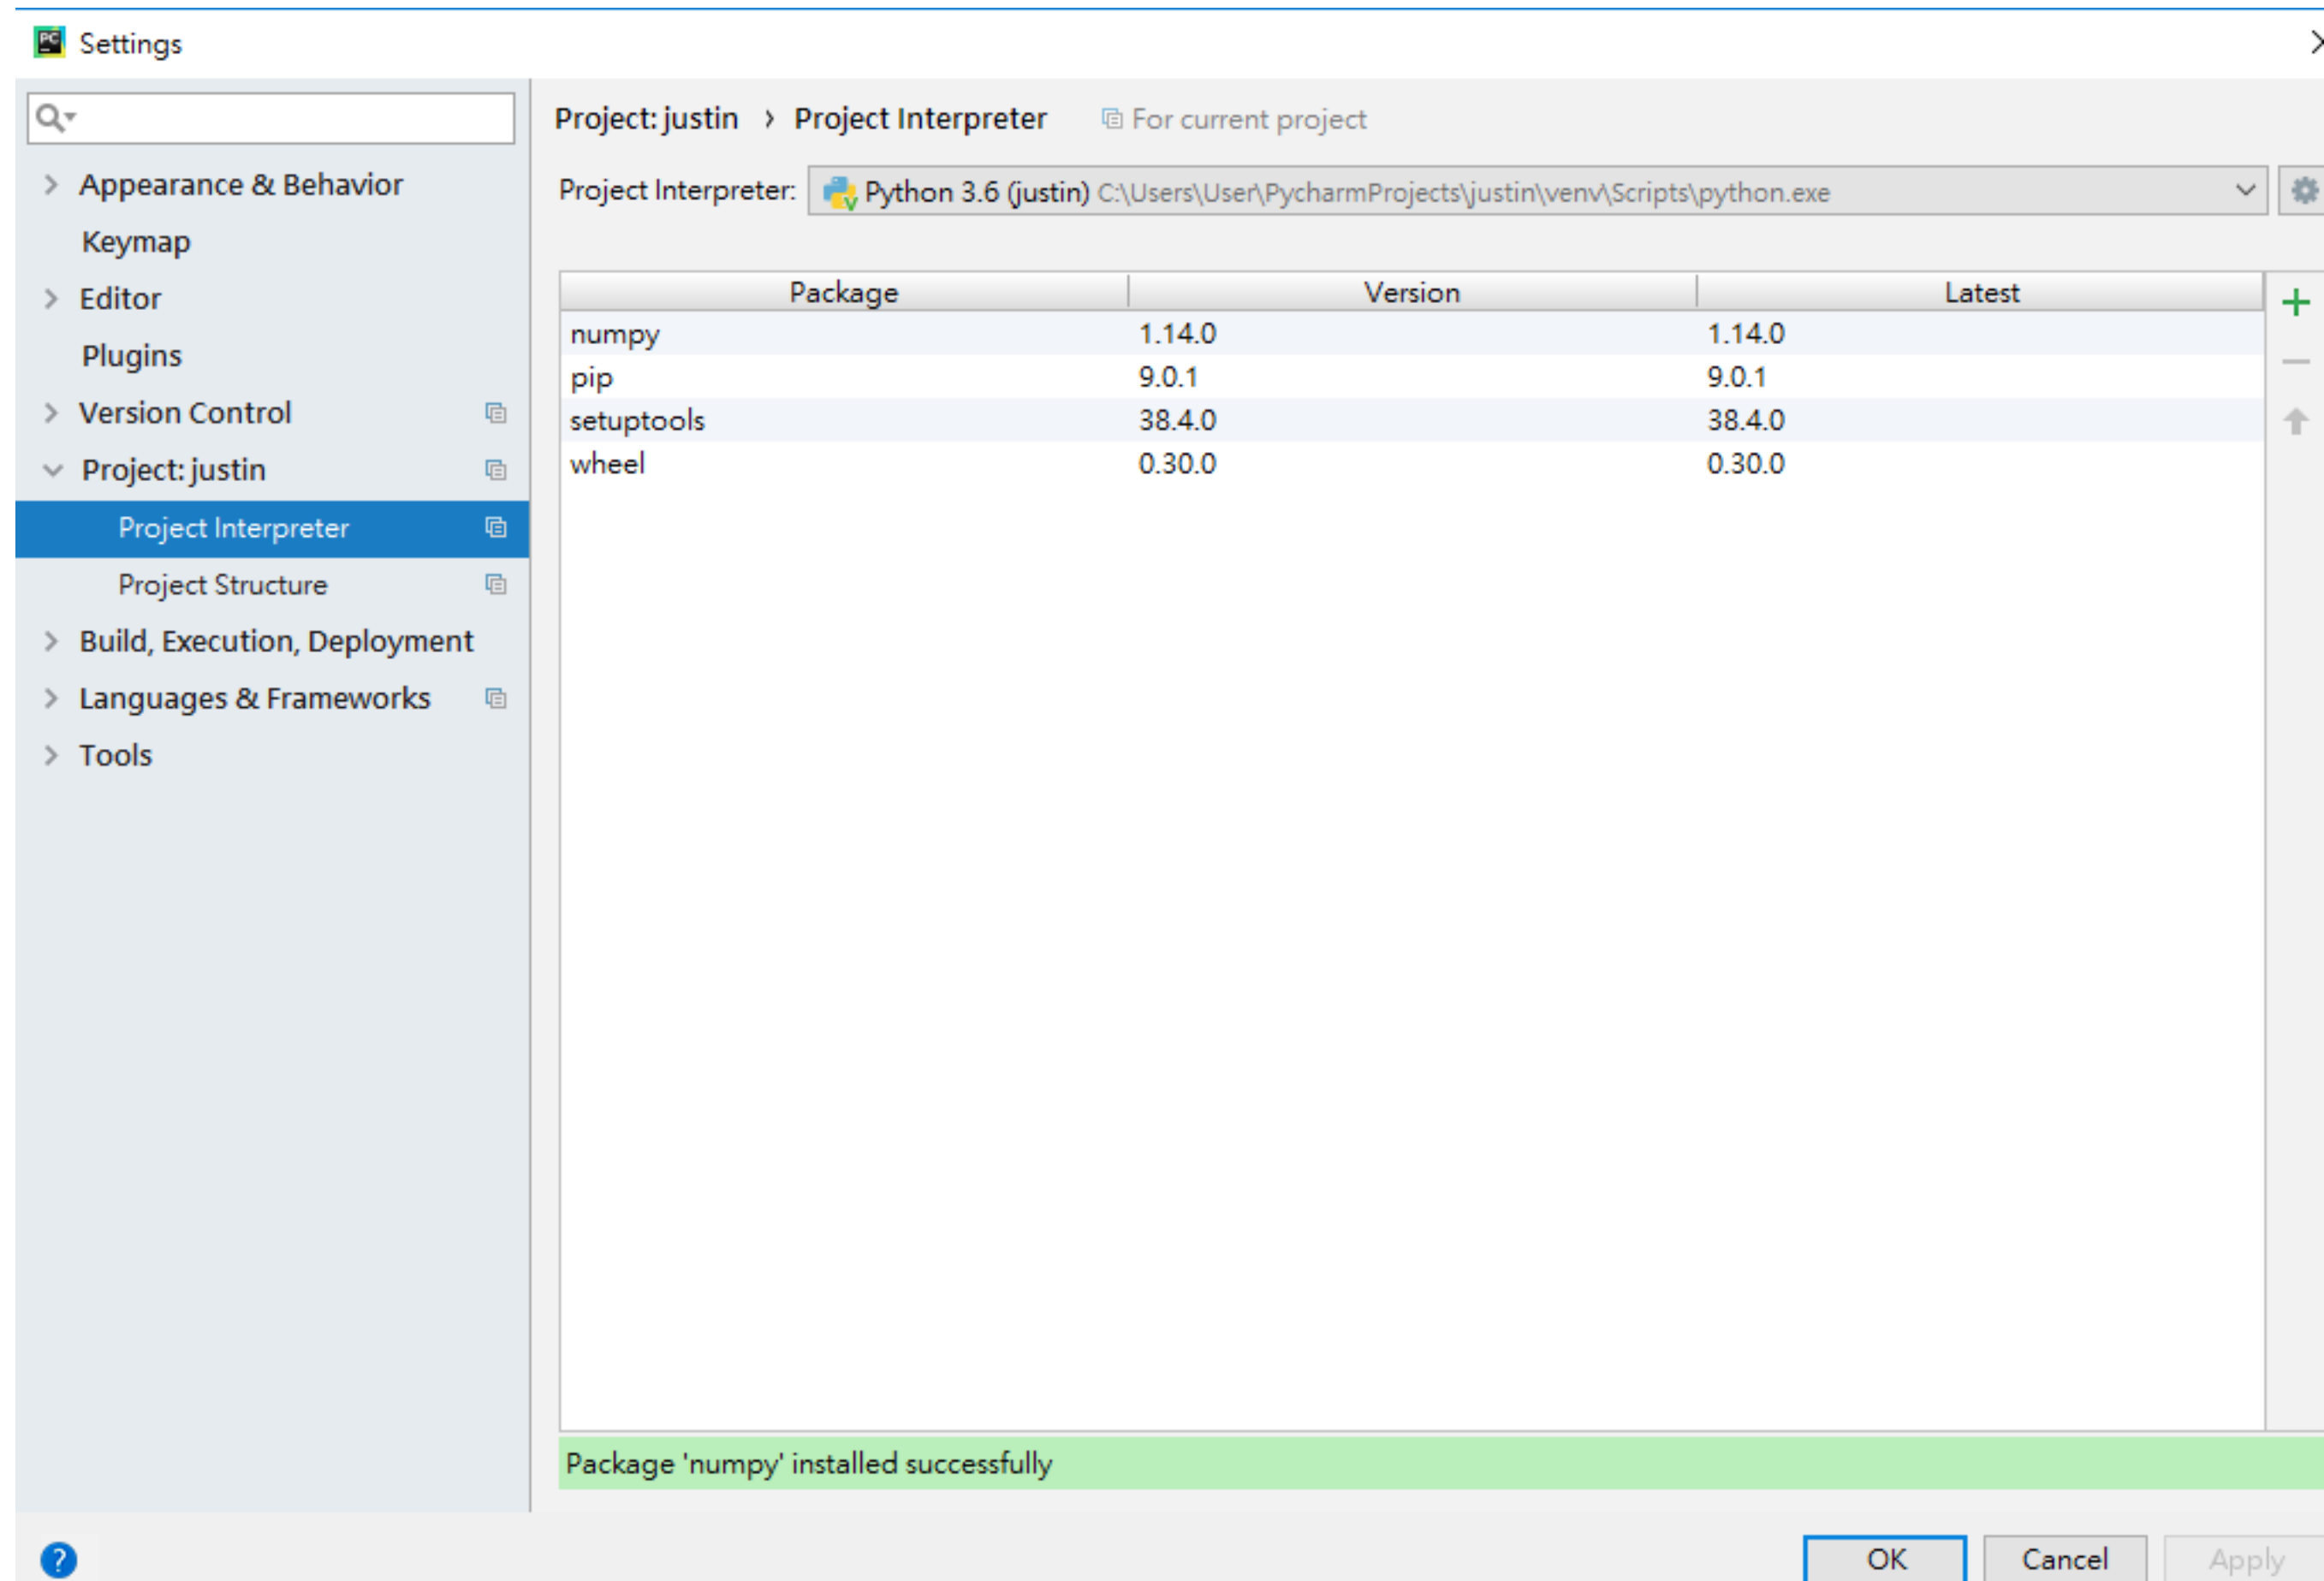 Settings
Project: justin › Project Interpreter For current project
Project Interpreter: Python 3.6 (justin) C:\Users\User\PycharmProjects\justin\venv\Scripts\python.exe
Appearance & Behavior
Keymap
Editor
Plugins
Version Control
Project: justin
Project Interpreter
Project Structure
Build, Execution, Deployment
Languages & Frameworks
Tools
Package Version Latest
numpy 1.14.0 1.14.0
pip 9.0.1 9.0.1
setuptools 38.4.0 38.4.0
wheel 0.30.0 0.30.0
Package 'numpy' installed successfully
OK Cancel Apply